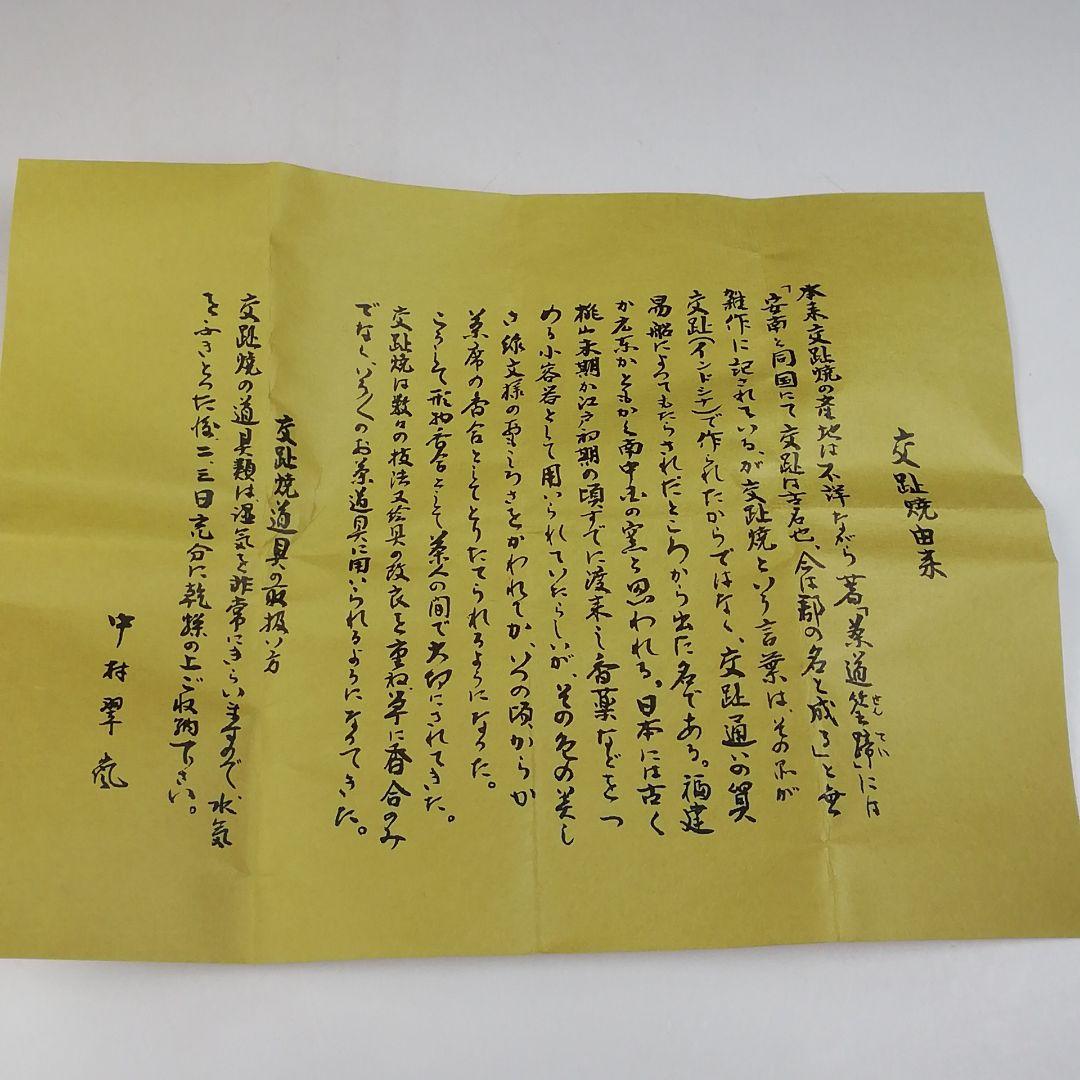 交趾焼由来
本来交趾焼の産地は不詳ながら著「茶道筌蹄」には
せんてい
「安南と同国にて交趾は古名也、今は郡の名と成る」と無
雑作に記されている、が交趾焼という言葉は、その品が
交趾(インドシナ)で作られたからではなく、交趾通いの貿
易船によってもたらされたところから出た名である。福建
か広東かともかく南中国の窯と思われる。日本には古く
桃山末期か江戸初期の頃すでに渡来し香薬などをつ
める小容器として用いられていたらしいが、その色の美し
さ緑文様の重しろさをかわれてか、いつの頃からか
茶席の香合としてとりたてられるようになった。
こうして形物香合として茶人の間で大切にされてきた。
交趾焼は数々の技法又絵具の改良を重ね、単に香合のみ
でなく、いろくのお茶道具に用いられるようになってきた。
交趾焼道具の取扱い方
交趾焼の道具類は、湿気を非常にきらいますので、水気
をふきとった後、二、三日充分に乾燥の上ご収納下さい。
中村翠嵐